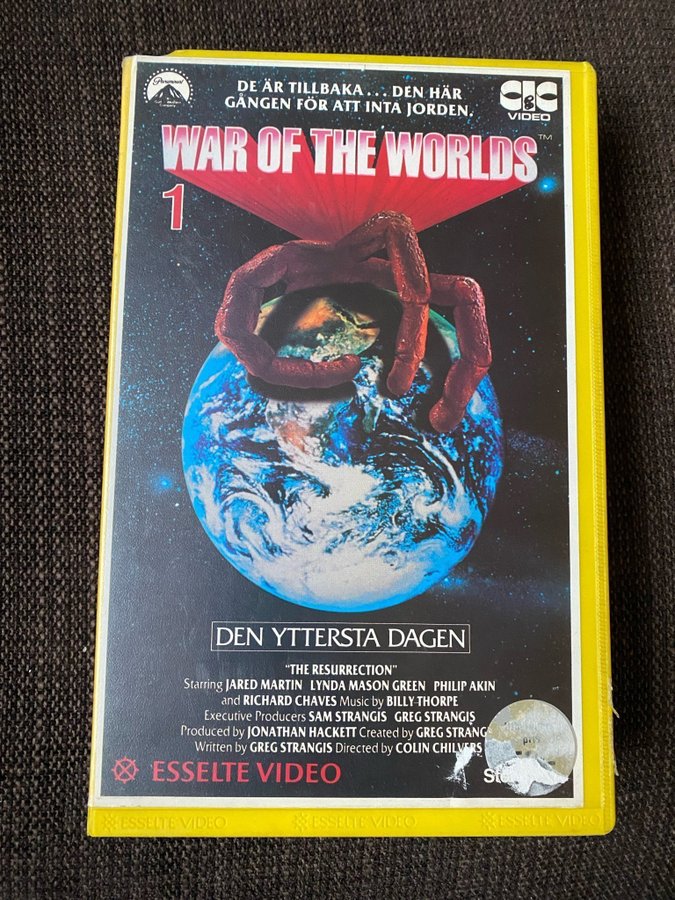 Paramount
DE ÄR TILLBAKA... DEN HÄR
GÅNGEN FÖR ATT INTA JORDEN.
CIC
VIDEO
WAR OF THE WORLDS™
1
DEN YTTERSTA DAGEN
"THE RESURRECTION"
Starring JARED MARTIN LYNDA MASON GREEN PHILIP AKIN
and RICHARD CHAVES Music by BILLY THORPE
Executive Producers SAM STRANGIS GREG STRANGIS
Produced by JONATHAN HACKETT Created by GREG STRANG
Written by GREG STRANGIS Directed by COLIN CHILVERS
ESSELTE VIDEO
ESSELTE VIDEO ESSELTE VIDEO ESSELTE VIDEO